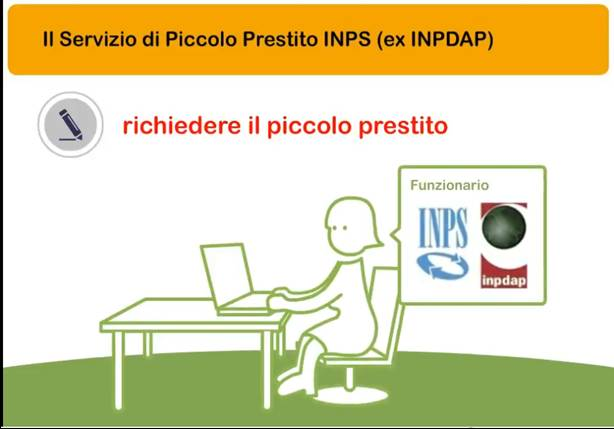 Il Servizio di Piccolo Prestito INPS (ex INPDAP)
richiedere il piccolo prestito
Funzionario
INPS
inpdap